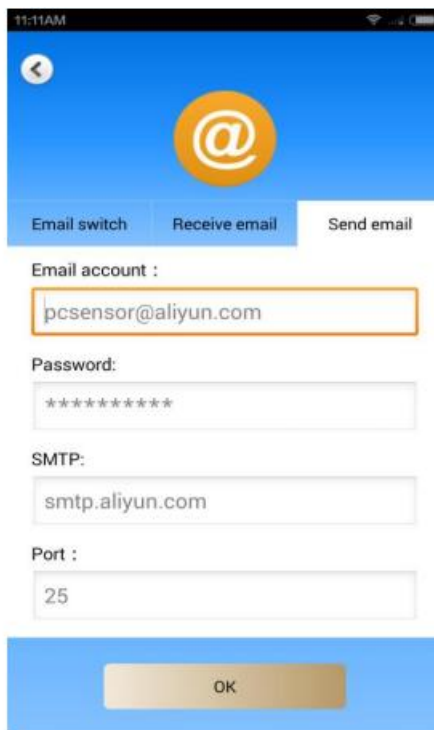 11:11AM
@
Email switch Receive email Send email
Email account :
pcsensor@aliyun.com
Password:
**********
SMTP:
smtp.aliyun.com
Port :
25
OK